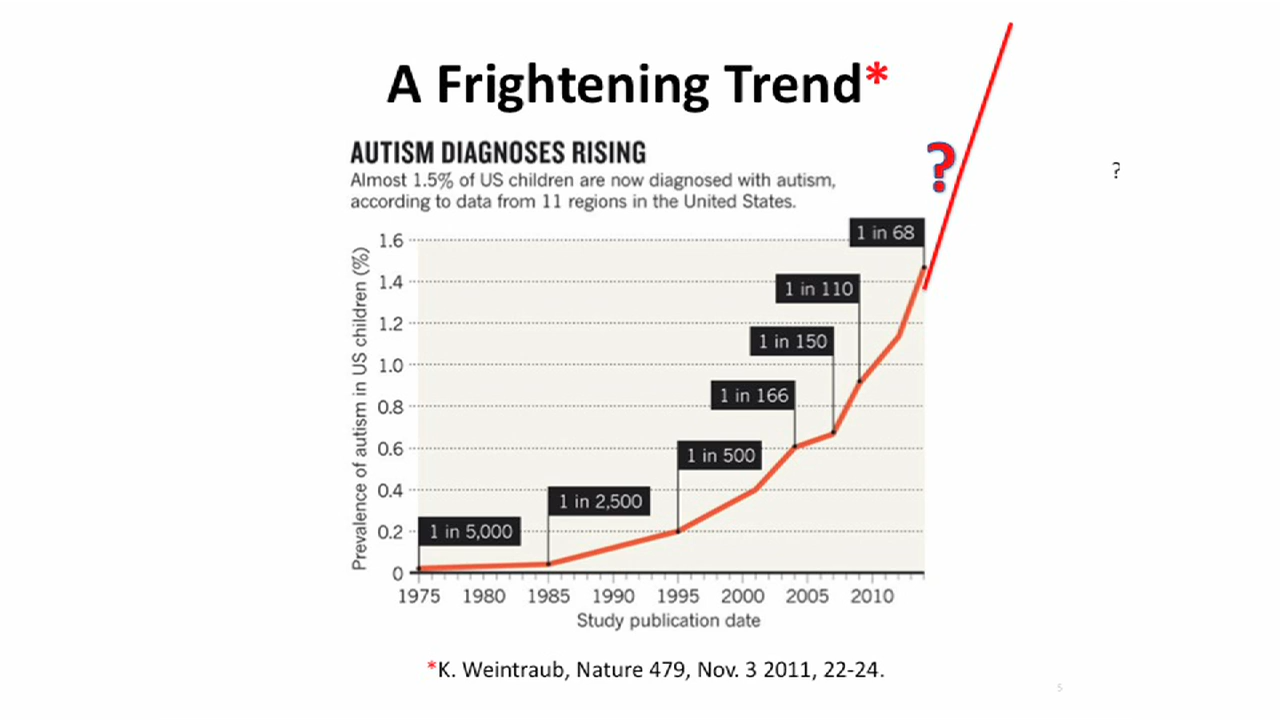 A Frightening Trend*
AUTISM DIAGNOSES RISING
Almost 1.5% of US children are now diagnosed with autism,
according to data from 11 regions in the United States.
?
?
Prevalence of autism in US children (%)
1.6
1.4
1.2
1.0
0.8
0.6
0.4
0.2
0
1 in 68
1 in 110
1 in 150
1 in 166
1 in 500
1 in 2,500
1 in 5,000
1975 1980 1985 1990 1995 2000 2005 2010
Study publication date
*K. Weintraub, Nature 479, Nov. 3 2011, 22-24.
5